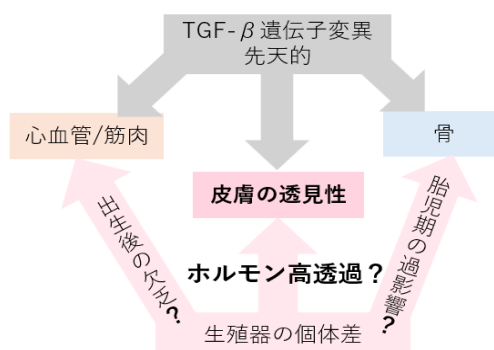 TGF-β遺伝子変異
先天的
心血管/筋肉
骨
皮膚の透見性
出生後の欠乏?
胎児期の過影響?
ホルモン高透過？
生殖器の個体差